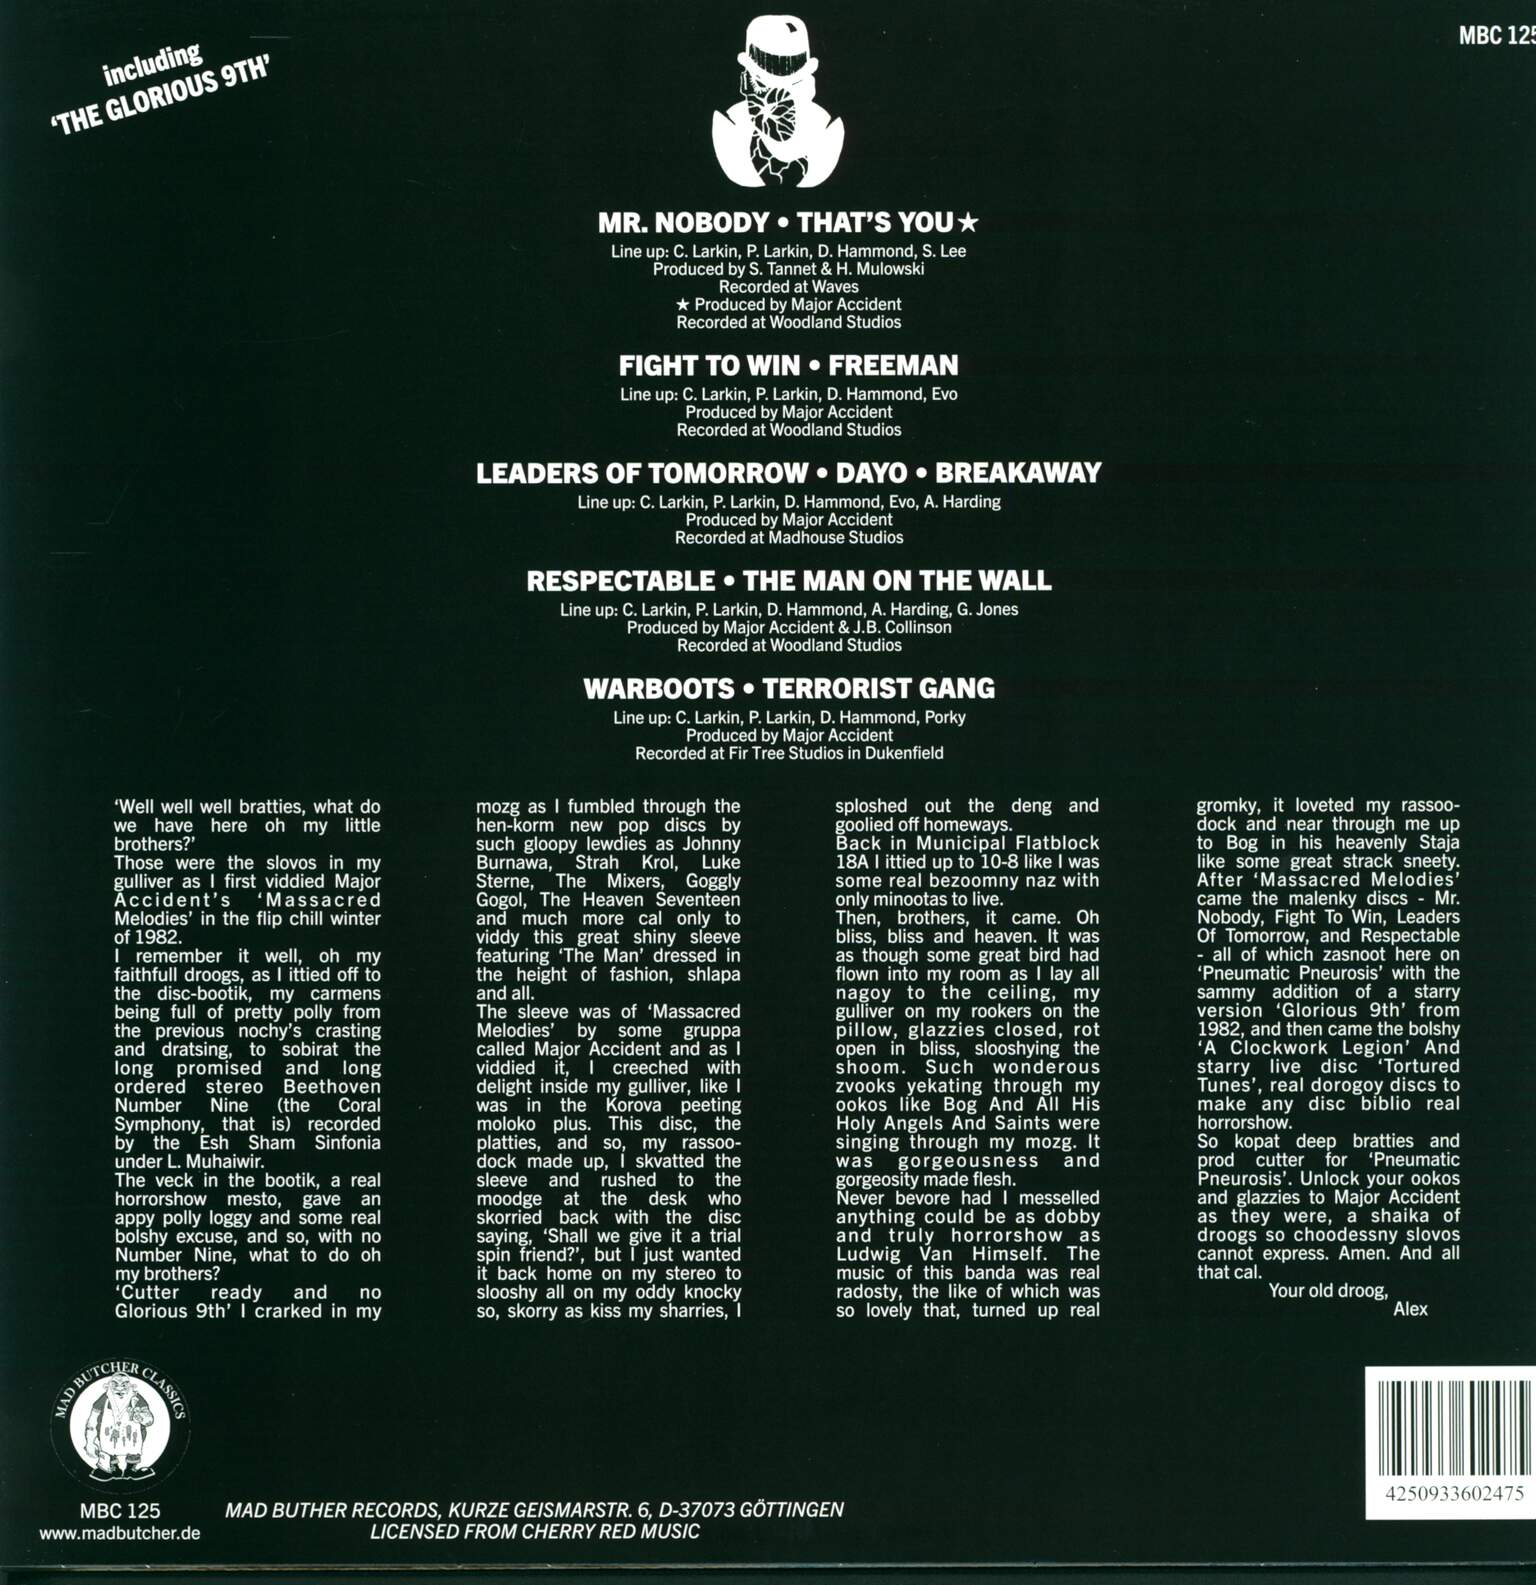 including
‘THE GLORIOUS 9TH’
MBC 125
MR. NOBODY • THAT’S YOU★
Line up: C. Larkin, P. Larkin, D. Hammond, S. Lee
Produced by S. Tannet & H. Mulowski
Recorded at Waves
★ Produced by Major Accident
Recorded at Woodland Studios
FIGHT TO WIN • FREEMAN
Line up: C. Larkin, P. Larkin, D. Hammond, Evo
Produced by Major Accident
Recorded at Woodland Studios
LEADERS OF TOMORROW • DAYO • BREAKAWAY
Line up: C. Larkin, P. Larkin, D. Hammond, Evo, A. Harding
Produced by Major Accident
Recorded at Madhouse Studios
RESPECTABLE • THE MAN ON THE WALL
Line up: C. Larkin, P. Larkin, D. Hammond, A. Harding, G. Jones
Produced by Major Accident & J.B. Collinson
Recorded at Woodland Studios
WARBOOTS • TERRORIST GANG
Line up: C. Larkin, P. Larkin, D. Hammond, Porky
Produced by Major Accident
Recorded at Fir Tree Studios in Dukenfield
‘Well well well bratties, what do
we have here oh my little
brothers?’
Those were the slovos in my
gulliver as I first viddied Major
Accident’s ‘Massacred
Melodies’ in the flip chill winter
of 1982.
I remember it well, oh my
faithfull droogs, as I ittied off to
the disc-bootik, my carmens
being full of pretty polly from
the previous nochy’s crasting
and dratsing, to sobirat the
long promised and long
ordered stereo Beethoven
Number Nine (the Coral
Symphony, that is) recorded
by the Esh Sham Sinfonia
under L. Muhaiwir.
The veck in the bootik, a real
horrorshow mesto, gave an
appy polly loggy and some real
bolshy excuse, and so, with no
Number Nine, what to do oh
my brothers?
‘Cutter ready and no
Glorious 9th’ I crarked in my
mozg as I fumbled through the
hen-korm new pop discs by
such gloopy lewdies as Johnny
Burnawa, Strah Krol, Luke
Sterne, The Mixers, Goggly
Gogol, The Heaven Seventeen
and much more cal only to
viddy this great shiny sleeve
featuring ‘The Man’ dressed in
the height of fashion, shlapa
and all.
The sleeve was of ‘Massacred
Melodies’ by some gruppa
called Major Accident and as I
viddied it, I creeched with
delight inside my gulliver, like I
was in the Korova peeting
moloko plus. This disc, the
platties, and so, my rassoo-
dock made up, I skvatted the
sleeve and rushed to the
moodge at the desk who
skorried back with the disc
saying, ‘Shall we give it a trial
spin friend?’, but I just wanted
it back home on my stereo to
slooshy all on my oddy knocky
so, skorry as kiss my sharries, I
sploshed out the deng and
goolied off homeways.
Back in Municipal Flatblock
18A I ittied up to 10-8 like I was
some real bezoomny naz with
only minootas to live.
Then, brothers, it came. Oh
bliss, bliss and heaven. It was
as though some great bird had
flown into my room as I lay all
nagoy to the ceiling, my
gulliver on my rookers on the
pillow, glazzies closed, rot
open in bliss, slooshying the
shoom. Such wonderous
zvooks yekating through my
ookos like Bog And All His
Holy Angels And Saints were
singing through my mozg. It
was gorgeousness and
gorgeosity made flesh.
Never bevore had I messelled
anything could be as dobby
and truly horrorshow as
Ludwig Van Himself. The
music of this banda was real
radosty, the like of which was
so lovely that, turned up real
gromky, it loveted my rassoo-
dock and near through me up
to Bog in his heavenly Staja
like some great strack sneety.
After ‘Massacred Melodies’
came the malenky discs - Mr.
Nobody, Fight To Win, Leaders
Of Tomorrow, and Respectable
- all of which zasnoot here on
‘Pneumatic Pneurosis’ with the
sammy addition of a starry
version ‘Glorious 9th’ from
1982, and then came the bolshy
‘A Clockwork Legion’ And
starry live disc ‘Tortured
Tunes’, real dorogoy discs to
make any disc biblio real
horrorshow.
So kopat deep bratties and
prod cutter for ‘Pneumatic
Pneurosis’. Unlock your ookos
and glazzies to Major Accident
as they were, a shaika of
droogs so choodessny slovos
cannot express. Amen. And all
that cal.
Your old droog,
Alex
MAD BUTCHER CLASSICS
MBC 125
www.madbutcher.de
MAD BUTHER RECORDS, KURZE GEISMARSTR. 6, D-37073 GÖTTINGEN
LICENSED FROM CHERRY RED MUSIC
4250933602475